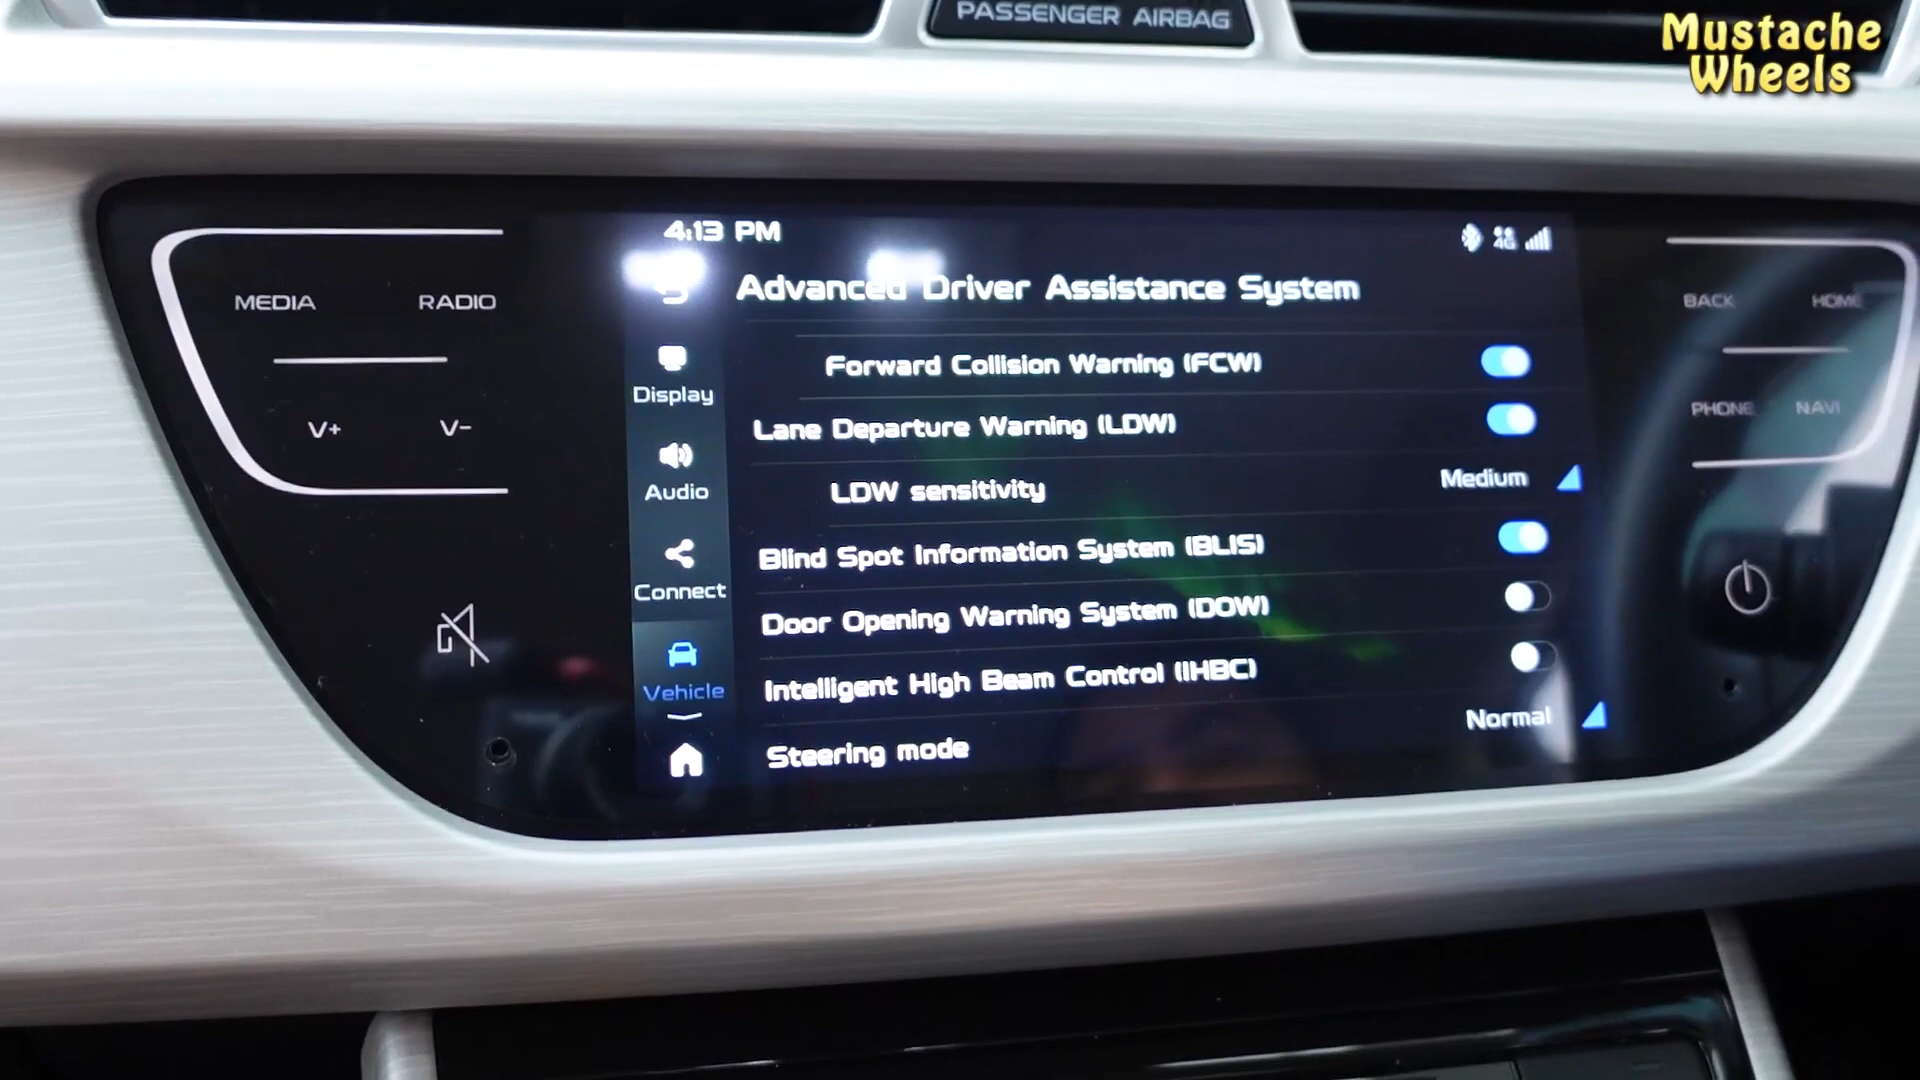 PASSENGER AIRBAG
Mustache
Wheels
4:13 PM
4G
Advanced Driver Assistance System
MEDIA
RADIO
V+
V-
Display
Audio
Connect
Vehicle
Forward Collision Warning (FCW)
Lane Departure Warning (LDW)
LDW sensitivity
Medium
Blind Spot Information System (BLIS)
Door Opening Warning System (DOW)
Intelligent High Beam Control (IHBC)
Steering mode
Normal
BACK
HOME
PHONE
NAVI